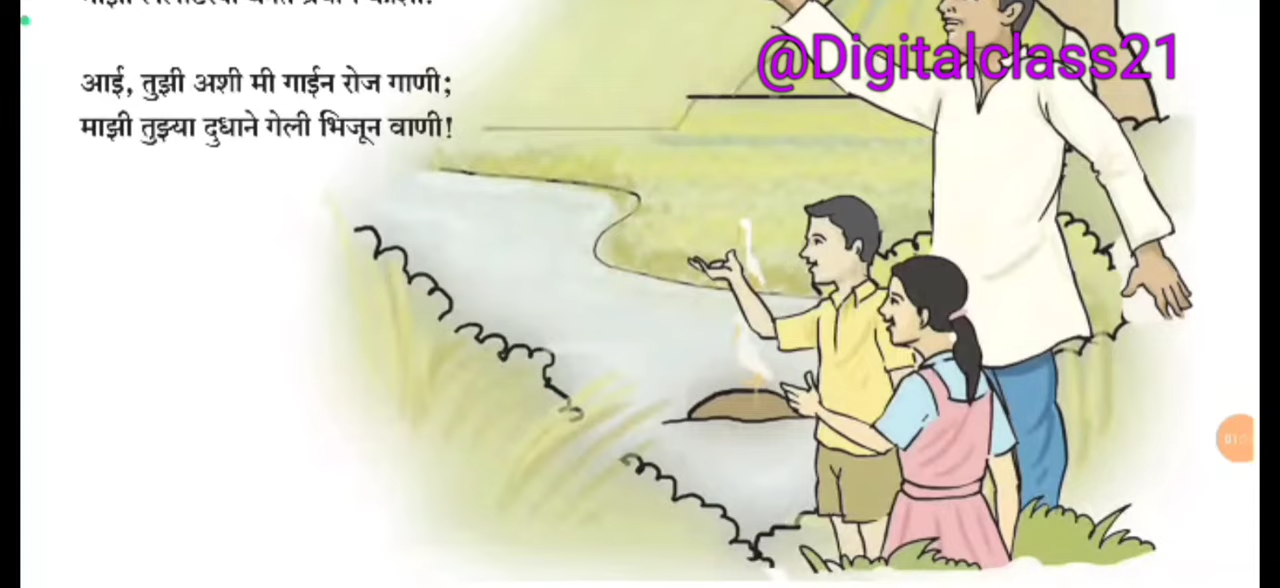 @Digitalclass21
आई, तुझी अशी मी गाईन रोज गाणी;
माझी तुझ्या दुधाने गेली भिजून वाणी!